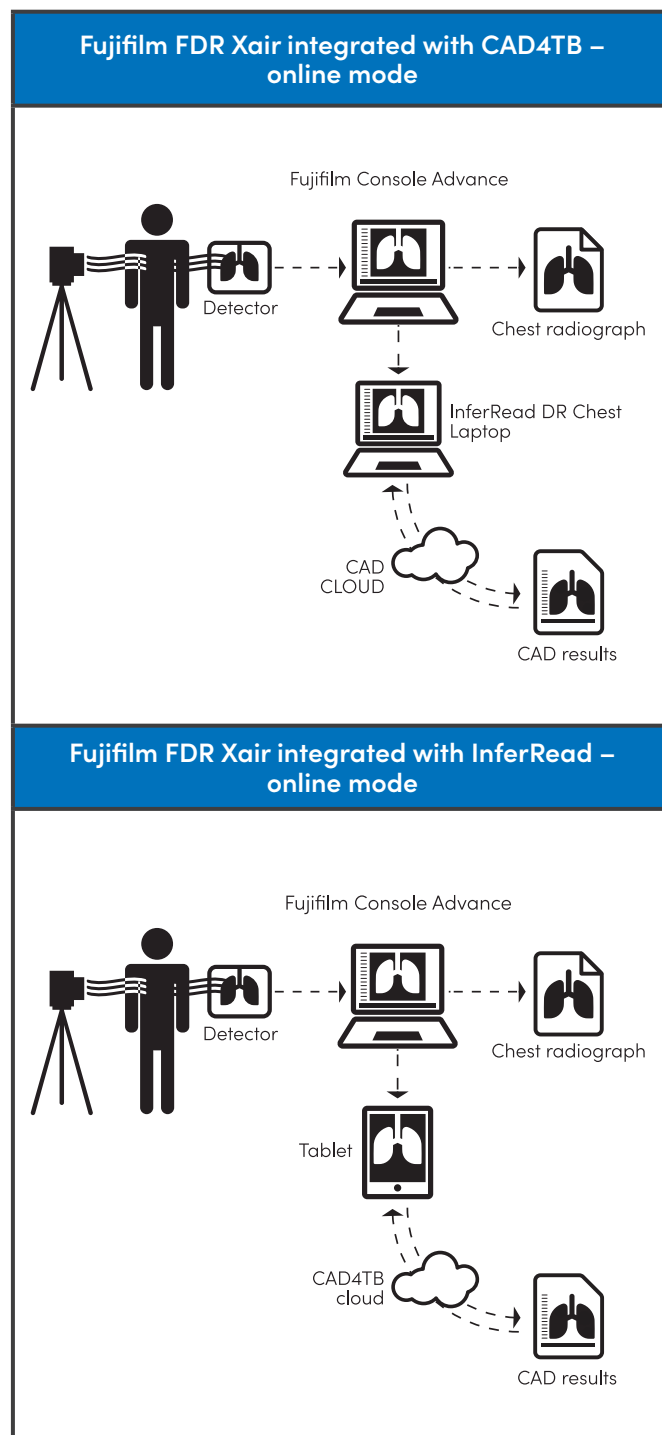 Fujifilm FDR Xair integrated with CAD4TB –
online mode
Fujifilm Console Advance
Detector
Chest radiograph
InferRead DR Chest
Laptop
CAD
CLOUD
CAD results
Fujifilm FDR Xair integrated with InferRead –
online mode
Fujifilm Console Advance
Detector
Chest radiograph
Tablet
CAD4TB
cloud
CAD results